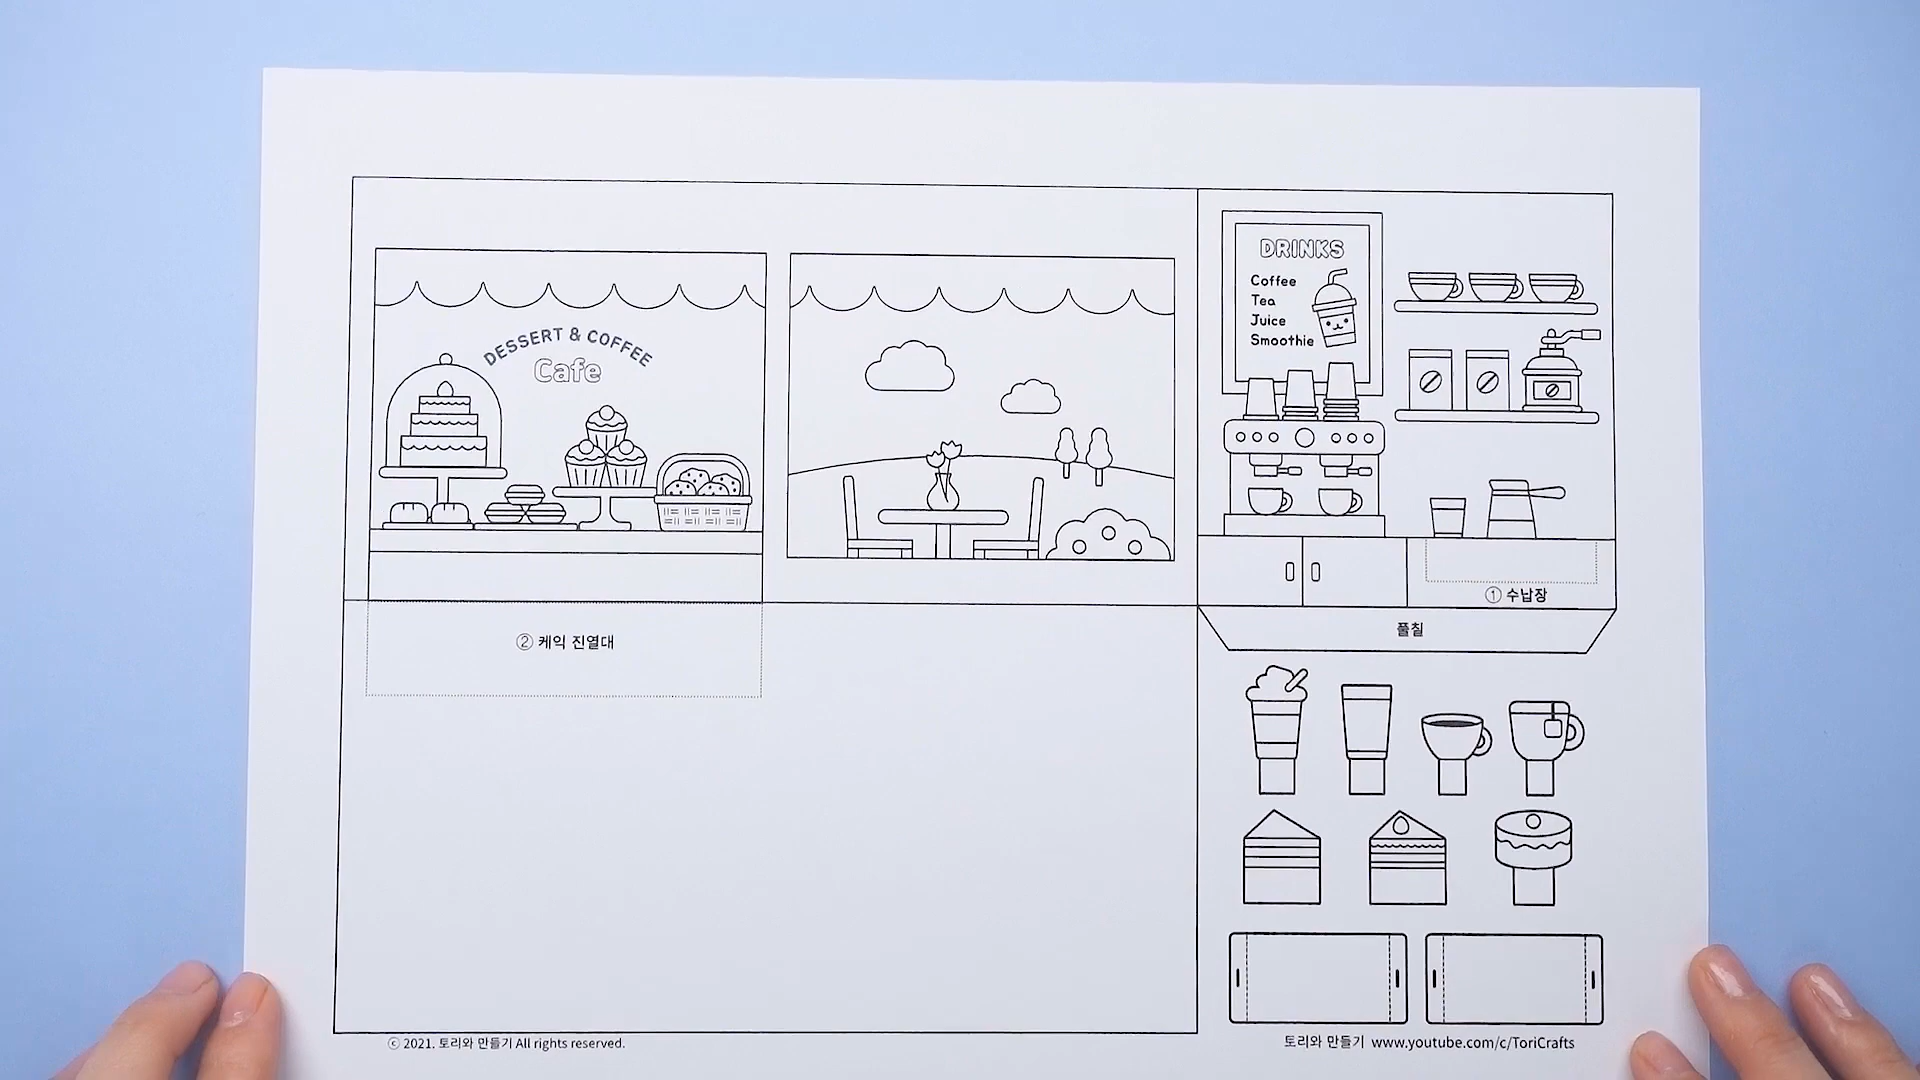 DESSERT & COFFEE
Cafe
DRINKS
Coffee
Tea
Juice
Smoothie
① 수납장
풀칠
② 케익 진열대
ⓒ 2021. 토리와 만들기 All rights reserved.
토리와 만들기 www.youtube.com/c/ToriCrafts